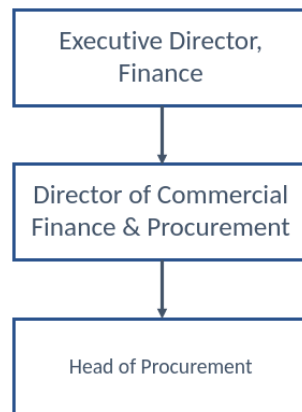 Executive Director,
Finance
Director of Commercial
Finance & Procurement
Head of Procurement